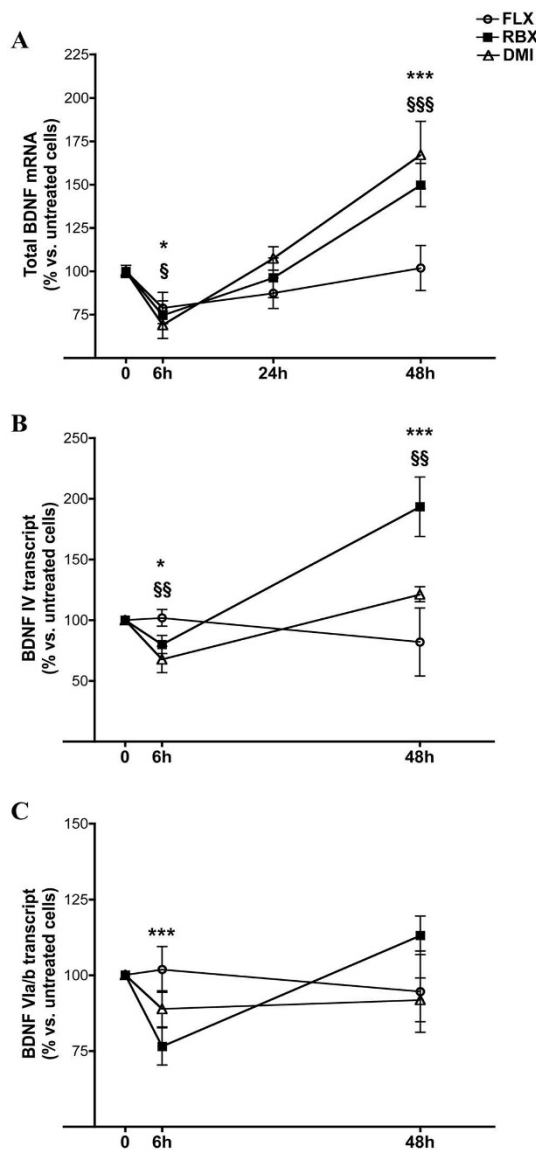 FLX
RBX
DMI
A
Total BDNF mRNA
(% vs. untreated cells)
225
200
175
150
125
100
75
*
§
***
§§§
0 6h 24h 48h
B
BDNF IV transcript
(% vs. untreated cells)
250
200
150
100
50
*
§§
***
§§
0 6h 48h
C
BDNF VIa/b transcript
(% vs. untreated cells)
150
125
100
75
***
0 6h 48h